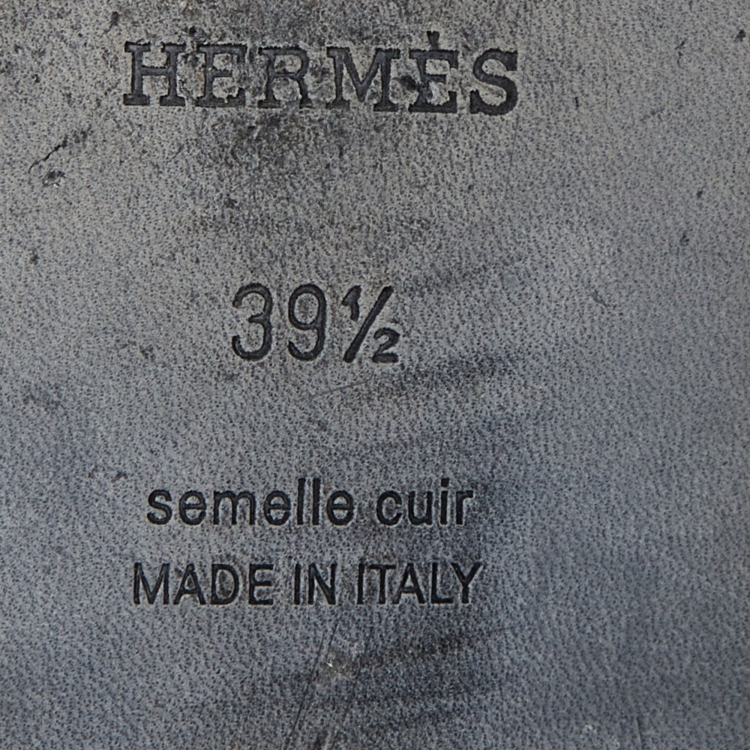 HERMÈS
39½
semelle cuir
MADE IN ITALY